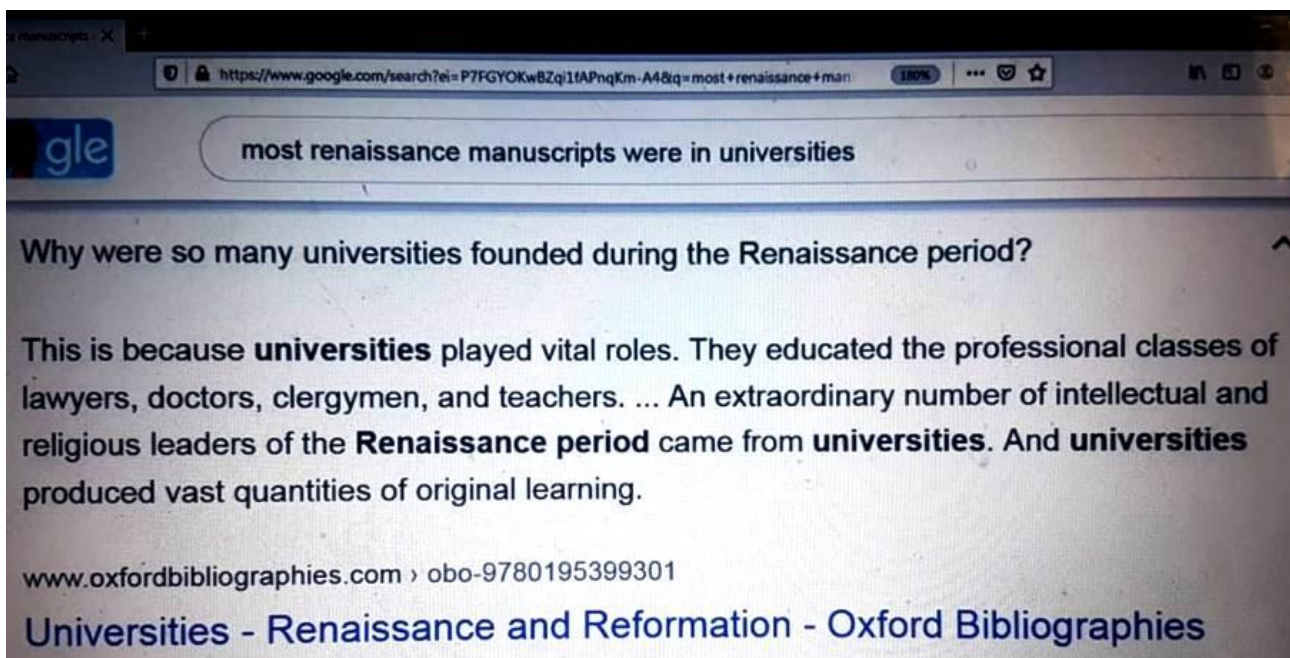 manuscripts × +
https://www.google.com/search?ei=P7FGYOKwBZqi1fAPnqKm-A4&q=most+renaissance+man 180%
gle most renaissance manuscripts were in universities
Why were so many universities founded during the Renaissance period?
This is because universities played vital roles. They educated the professional classes of
lawyers, doctors, clergymen, and teachers. ... An extraordinary number of intellectual and
religious leaders of the Renaissance period came from universities. And universities
produced vast quantities of original learning.
www.oxfordbibliographies.com › obo-9780195399301
Universities - Renaissance and Reformation - Oxford Bibliographies